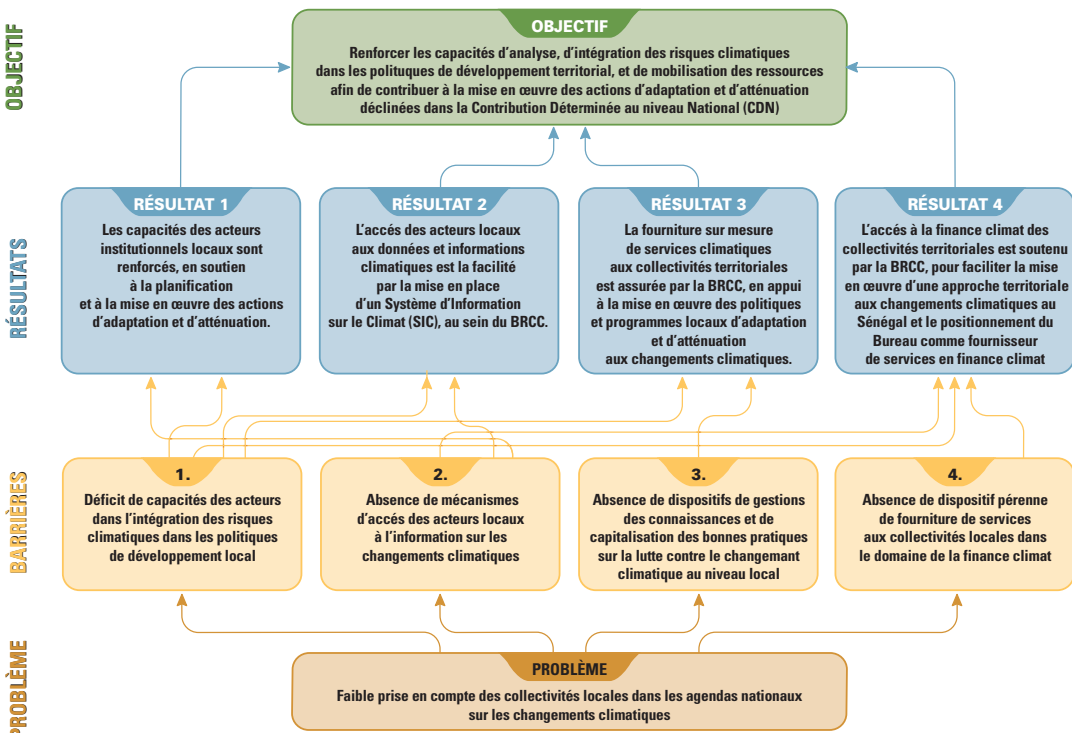 OBJECTIF
OBJECTIF
Renforcer les capacités d'analyse, d'intégration des risques climatiques
dans les polituques de développement territorial, et de mobilisation des ressources
afin de contribuer à la mise en œuvre des actions d'adaptation et d'atténuation
déclinées dans la Contribution Déterminée au niveau National (CDN)
RÉSULTATS
RÉSULTAT 1
Les capacités des acteurs
institutionnels locaux sont
renforcés, en soutien
à la planification
et à la mise en œuvre des actions
d'adaptation et d'atténuation.
RÉSULTAT 2
L'accés des acteurs locaux
aux données et informations
climatiques est la facilité
par la mise en place
d'un Système d'Information
sur le Climat (SIC), au sein du BRCC.
RÉSULTAT 3
La fourniture sur mesure
de services climatiques
aux collectivités territoriales
est assurée par la BRCC, en appui
à la mise en œuvre des politiques
et programmes locaux d'adaptation
et d'atténuation
aux changements climatiques.
RÉSULTAT 4
L'accés à la finance climat des
collectivités territoriales est soutenu
par la BRCC, pour faciliter la mise
en œuvre d'une approche territoriale
aux changements climatiques au
Sénégal et le positionnement du
Bureau comme fournisseur
de services en finance climat
BARRIÈRES
1.
Déficit de capacités des acteurs
dans l'intégration des risques
climatiques dans les politiques
de développement local
2.
Absence de mécanismes
d'accés des acteurs locaux
à l'information sur les
changements climatiques
3.
Absence de dispositifs de gestions
des connaissances et de
capitalisation des bonnes pratiques
sur la lutte contre le changemant
climatique au niveau local
4.
Absence de dispositif pérenne
de fourniture de services
aux collectivités locales dans
le domaine de la finance climat
PROBLÈME
PROBLÈME
Faible prise en compte des collectivités locales dans les agendas nationaux
sur les changements climatiques